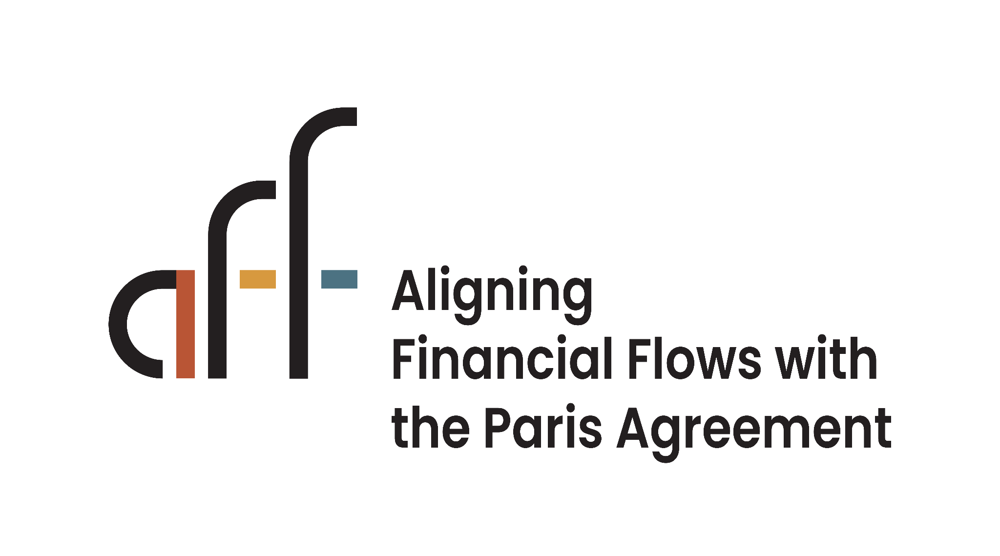 aff
Aligning
Financial Flows with
the Paris Agreement